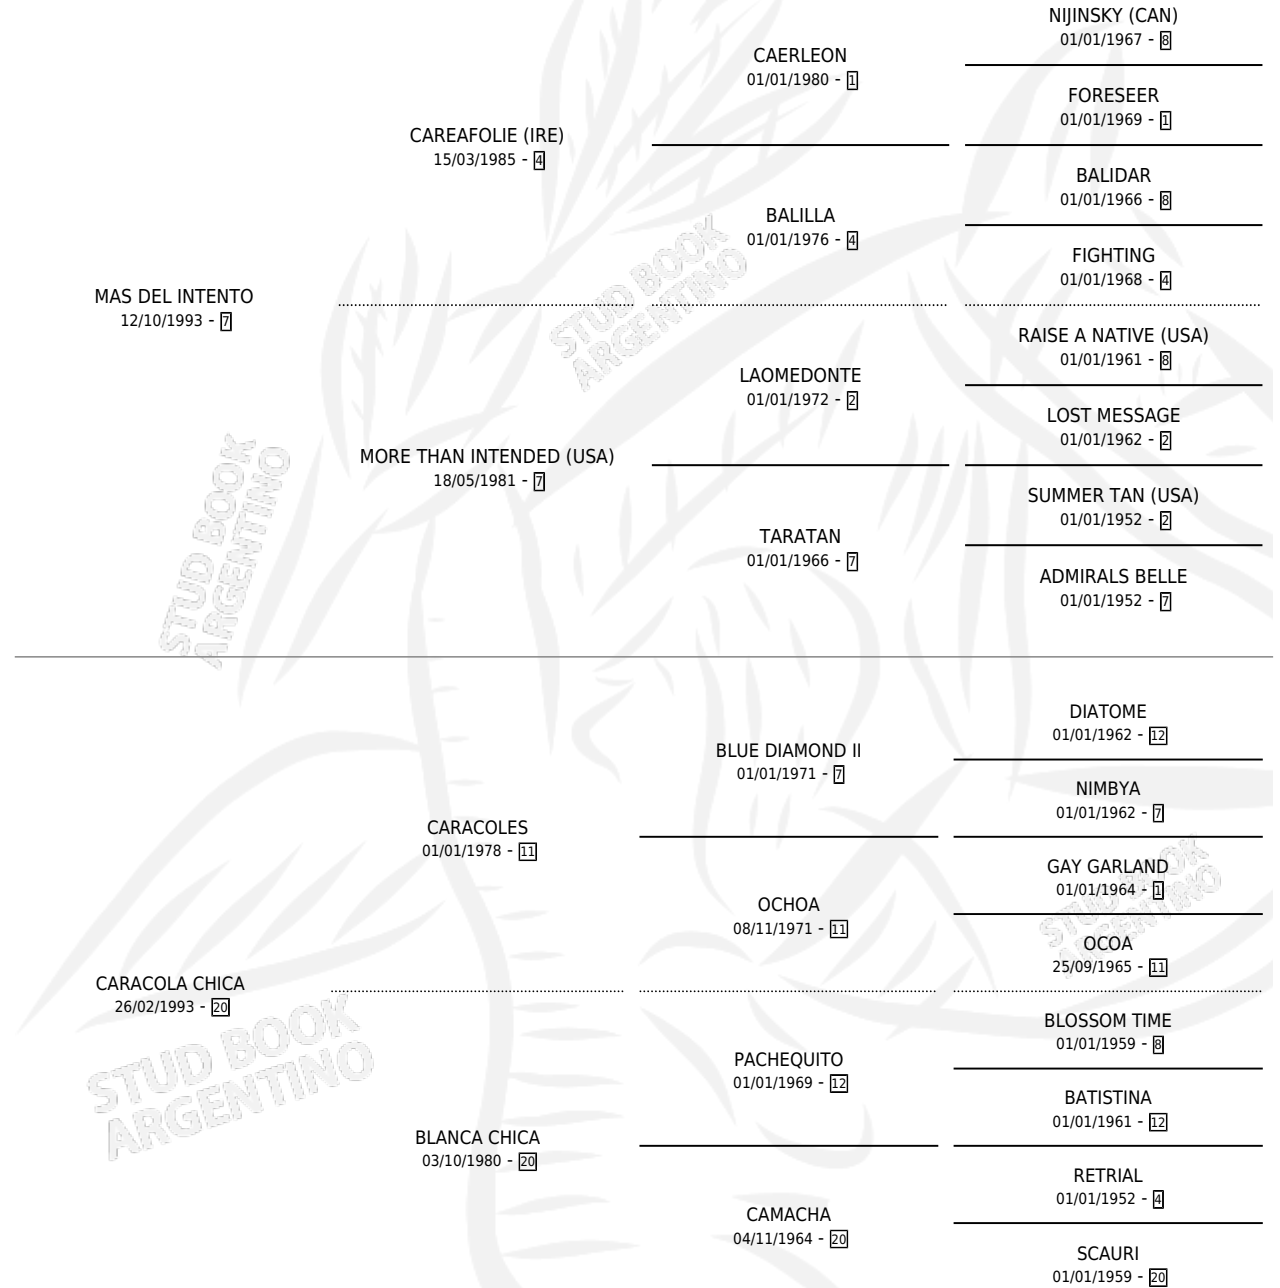 NIJINSKY (CAN)
01/01/1967 - 8
CAERLEON
01/01/1980 - 1
FORESEER
01/01/1969 - 1
CAREAFOLIE (IRE)
15/03/1985 - 4
BALIDAR
01/01/1966 - 8
BALILLA
01/01/1976 - 4
FIGHTING
01/01/1968 - 4
MAS DEL INTENTO
12/10/1993 - 7
RAISE A NATIVE (USA)
01/01/1961 - 8
LAOMEDONTE
01/01/1972 - 2
LOST MESSAGE
01/01/1962 - 2
MORE THAN INTENDED (USA)
18/05/1981 - 7
SUMMER TAN (USA)
01/01/1952 - 2
TARATAN
01/01/1966 - 7
ADMIRALS BELLE
01/01/1952 - 7
DIATOME
01/01/1962 - 12
BLUE DIAMOND II
01/01/1971 - 7
NIMBYA
01/01/1962 - 7
CARACOLES
01/01/1978 - 11
GAY GARLAND
01/01/1964 - 1
OCHOA
08/11/1971 - 11
OCOA
25/09/1965 - 11
CARACOLA CHICA
26/02/1993 - 20
BLOSSOM TIME
01/01/1959 - 8
PACHEQUITO
01/01/1969 - 12
BATISTINA
01/01/1961 - 12
BLANCA CHICA
03/10/1980 - 20
RETRIAL
01/01/1952 - 4
CAMACHA
04/11/1964 - 20
SCAURI
01/01/1959 - 20
STUD BOOK
ARGENTINO
STUD BOOK
ARGENTINO
STUD BOOK
ARGENTINO
STUD BOOK
ARGENTINO